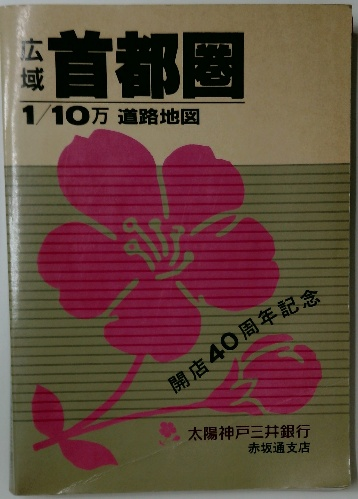 広域 首都圏
1/10万 道路地図
開店40周年記念
太陽神戸三井銀行
赤坂通支店